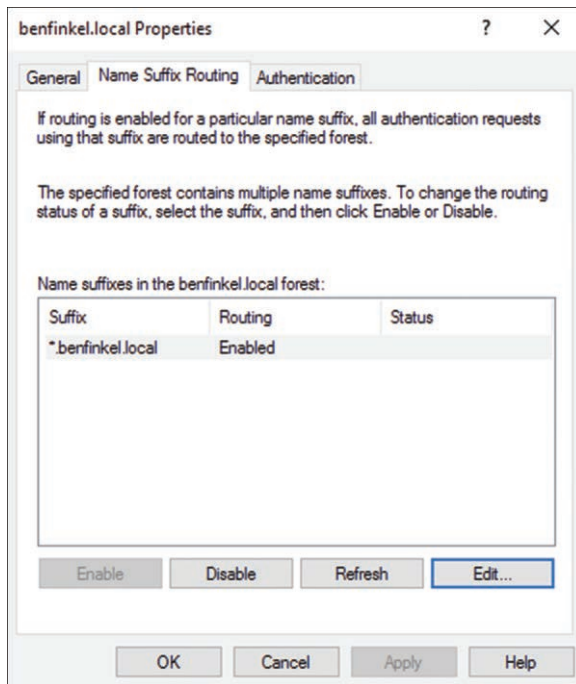 benfinkel.local Properties ? X
General Name Suffix Routing Authentication
If routing is enabled for a particular name suffix, all authentication requests
using that suffix are routed to the specified forest.
The specified forest contains multiple name suffixes. To change the routing
status of a suffix, select the suffix, and then click Enable or Disable.
Name suffixes in the benfinkel.local forest:
Suffix Routing Status
*.benfinkel.local Enabled
Enable Disable Refresh Edit...
OK Cancel Apply Help